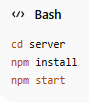 </> Bash
cd server
npm install
npm start